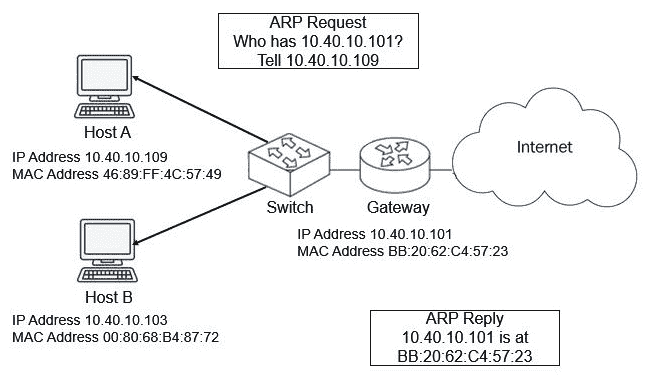 ARP Request
Who has 10.40.10.101?
Tell 10.40.10.109
Host A
IP Address 10.40.10.109
MAC Address 46:89:FF:4C:57:49
Internet
Switch
Gateway
IP Address 10.40.10.101
MAC Address BB:20:62:C4:57:23
Host B
IP Address 10.40.10.103
MAC Address 00:80:68:B4:87:72
ARP Reply
10.40.10.101 is at
BB:20:62:C4:57:23